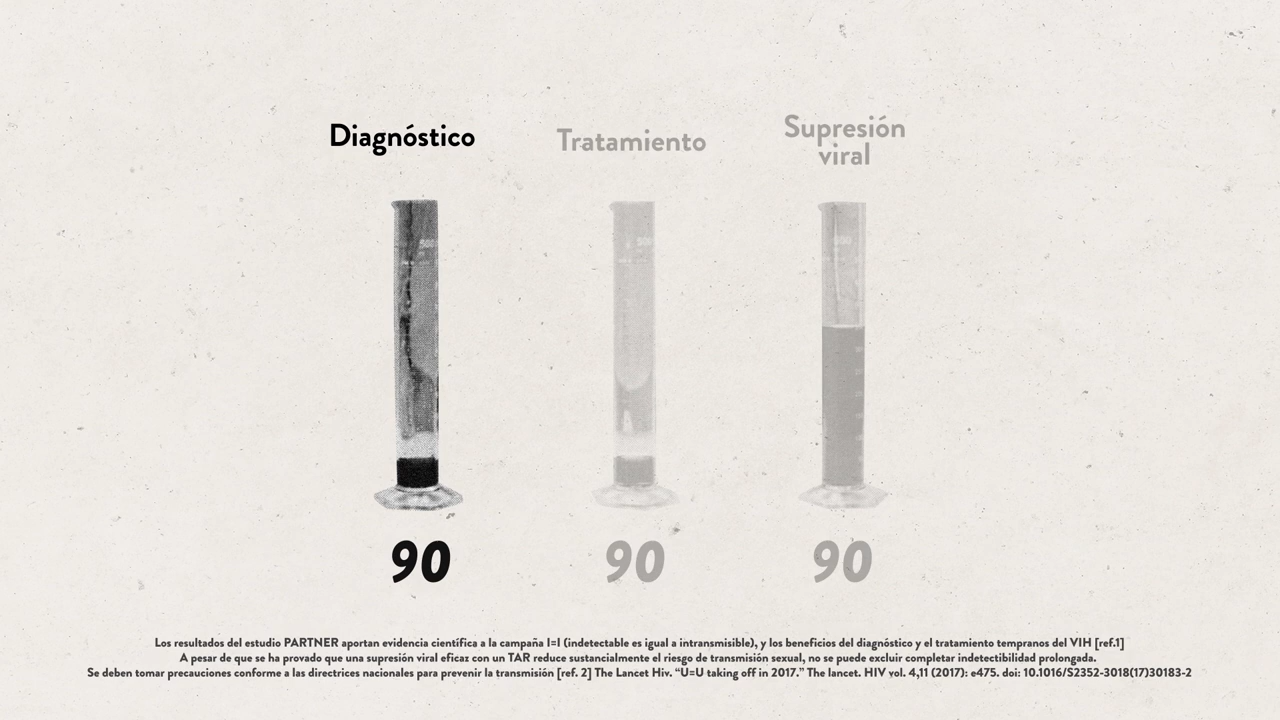 Diagnóstico
Tratamiento
Supresión
viral
90
90
90
Los resultados del estudio PARTNER aportan evidencia científica a la campaña I=I (indetectable es igual a intransmisible), y los beneficios del diagnóstico y el tratamiento tempranos del VIH [ref.1]
A pesar de que se ha provado que una supresión viral eficaz con un TAR reduce sustancialmente el riesgo de transmisión sexual, no se puede excluir completar indetectibilidad prolongada.
Se deben tomar precauciones conforme a las directrices nacionales para prevenir la transmisión [ref. 2] The Lancet Hiv. “U=U taking off in 2017.” The lancet. HIV vol. 4,11 (2017): e475. doi: 10.1016/S2352-3018(17)30183-2